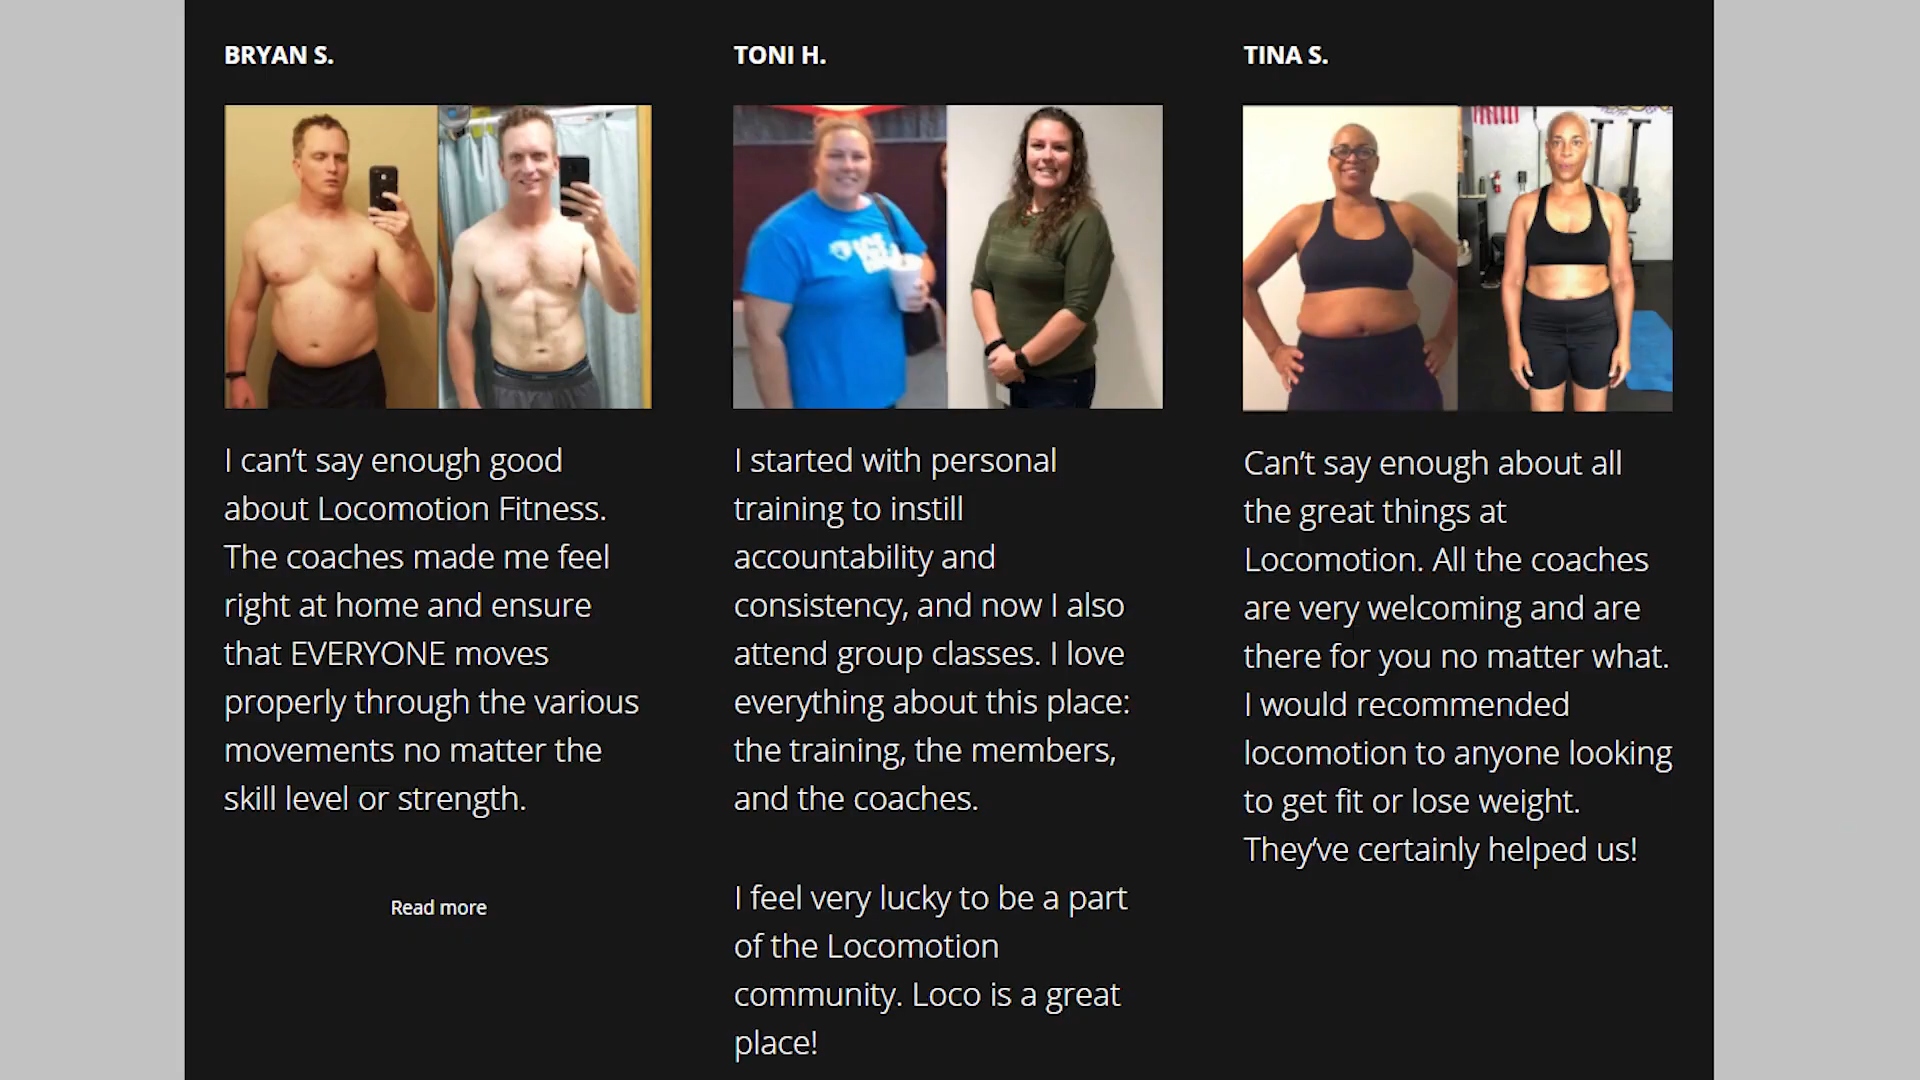 BRYAN S.
I can’t say enough good
about Locomotion Fitness.
The coaches made me feel
right at home and ensure
that EVERYONE moves
properly through the various
movements no matter the
skill level or strength.
Read more
TONI H.
I started with personal
training to instill
accountability and
consistency, and now I also
attend group classes. I love
everything about this place:
the training, the members,
and the coaches.
I feel very lucky to be a part
of the Locomotion
community. Loco is a great
place!
TINA S.
Can’t say enough about all
the great things at
Locomotion. All the coaches
are very welcoming and are
there for you no matter what.
I would recommended
locomotion to anyone looking
to get fit or lose weight.
They’ve certainly helped us!